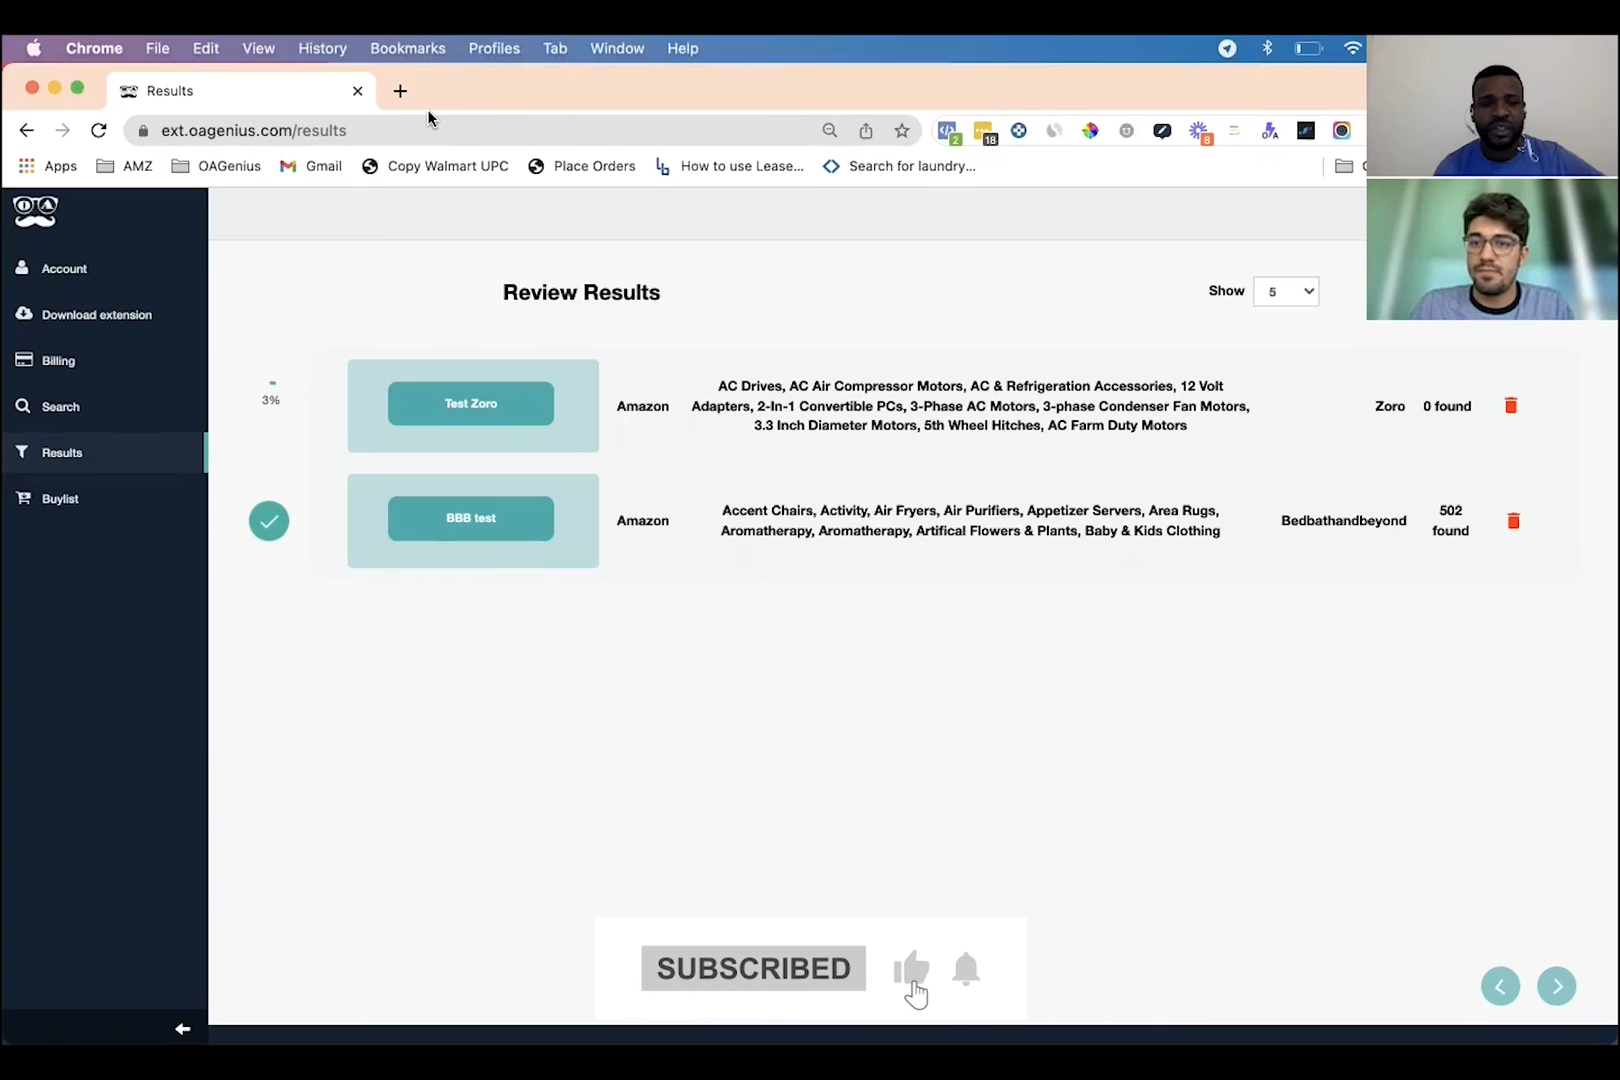 Chrome File Edit View History Bookmarks Profiles Tab Window Help
Results
ext.oagenius.com/results
2
18
8
Apps AMZ OAGenius Gmail Copy Walmart UPC Place Orders How to use Lease... Search for laundry...
OA
Account
Download extension
Billing
Search
Results
Buylist
Review Results
Show 5
3%
Test Zoro
Amazon
AC Drives, AC Air Compressor Motors, AC & Refrigeration Accessories, 12 Volt
Adapters, 2-In-1 Convertible PCs, 3-Phase AC Motors, 3-phase Condenser Fan Motors,
3.3 Inch Diameter Motors, 5th Wheel Hitches, AC Farm Duty Motors
Zoro 0 found
BBB test
Amazon
Accent Chairs, Activity, Air Fryers, Air Purifiers, Appetizer Servers, Area Rugs,
Aromatherapy, Aromatherapy, Artifical Flowers & Plants, Baby & Kids Clothing
Bedbathandbeyond
502
found
SUBSCRIBED